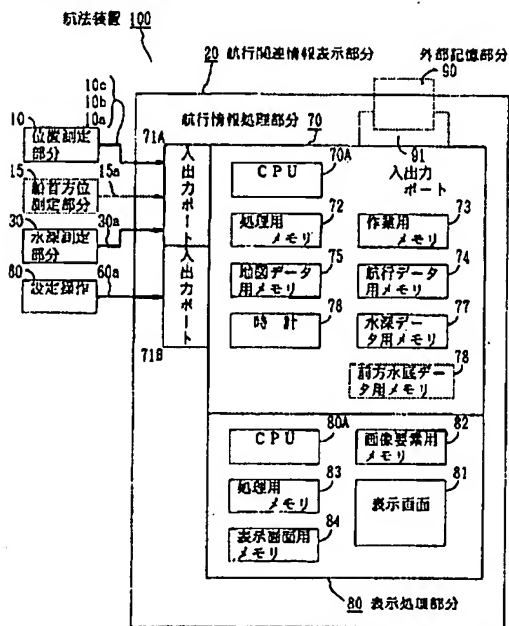 航法装置 100
20 航行関連情報表示部分
外部記憶部分
90
10c
10b
10a
10
位置測定
部分
15
船首方位
測定部分
15a
30
水深測定
部分
30a
60
設定操作
60a
71A
入出力ポート
入出力ポート
71B
航行情報処理部分 70
91
入出力
ポート
CPU
70A
処理用
メモリ
72
作業用
メモリ
73
地図データ
用メモリ
75
航行データ
用メモリ
74
時計
76
水深デー
タ用メモリ
77
前方水底デー
タ用メモリ
78
CPU
80A
画像要素用
メモリ
82
処理用
メモリ
83
表示画面
81
表示画面用
メモリ
84
80 表示処理部分